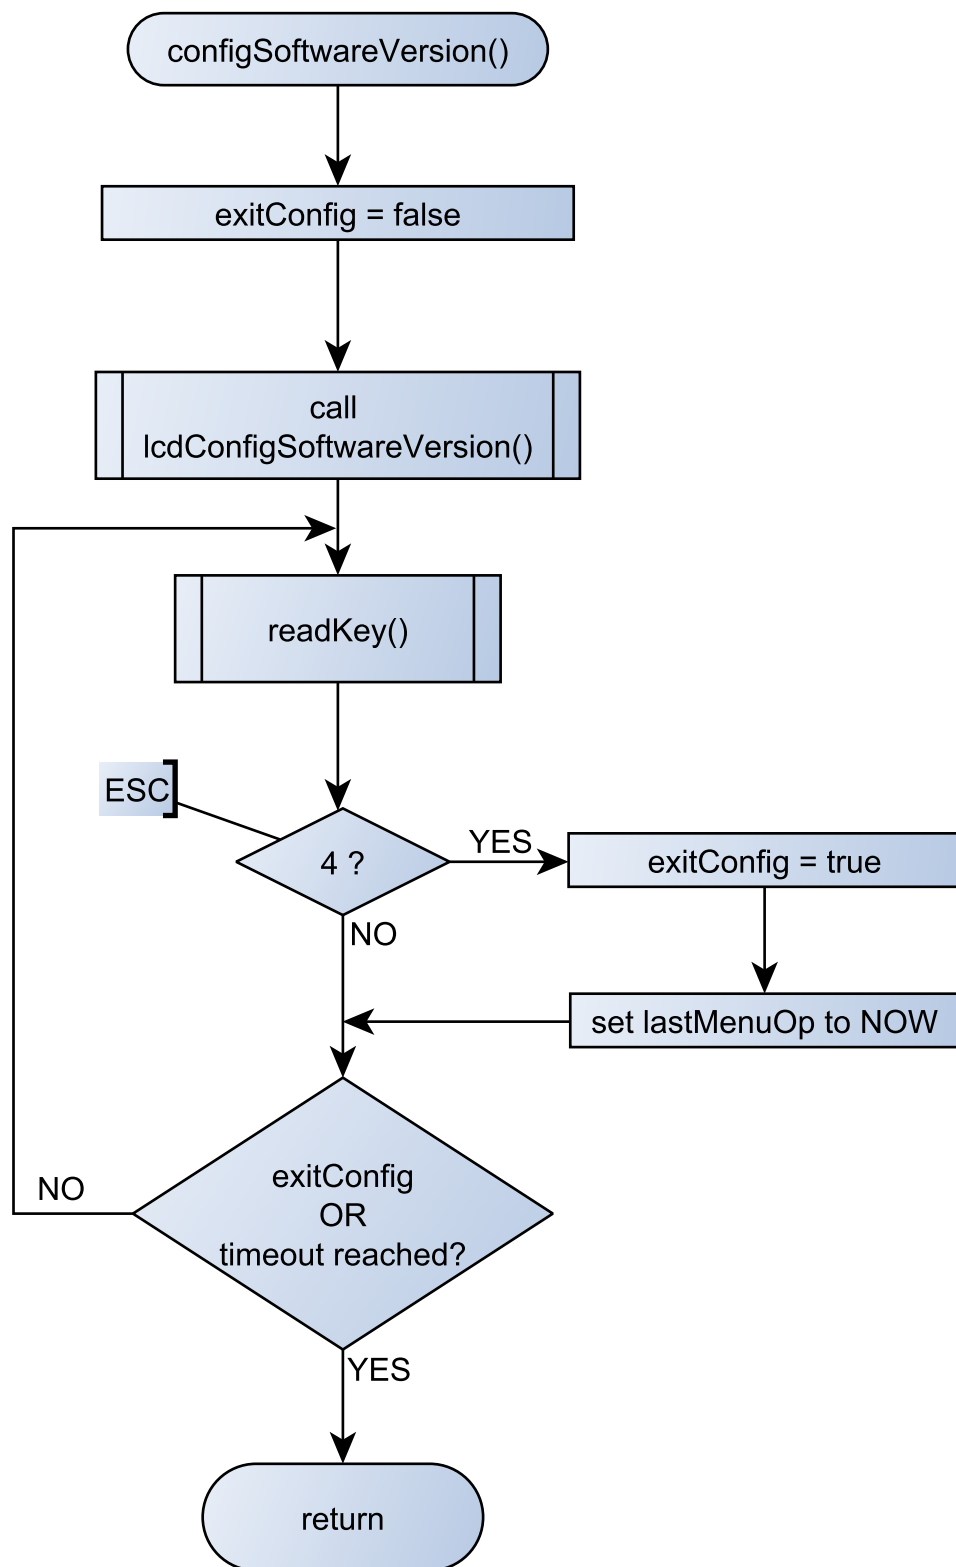 configSoftwareVersion()
exitConfig = false
call
lcdConfigSoftwareVersion()
readKey()
ESC
4 ?
YES
exitConfig = true
NO
set lastMenuOp to NOW
exitConfig
OR
timeout reached?
NO
YES
return